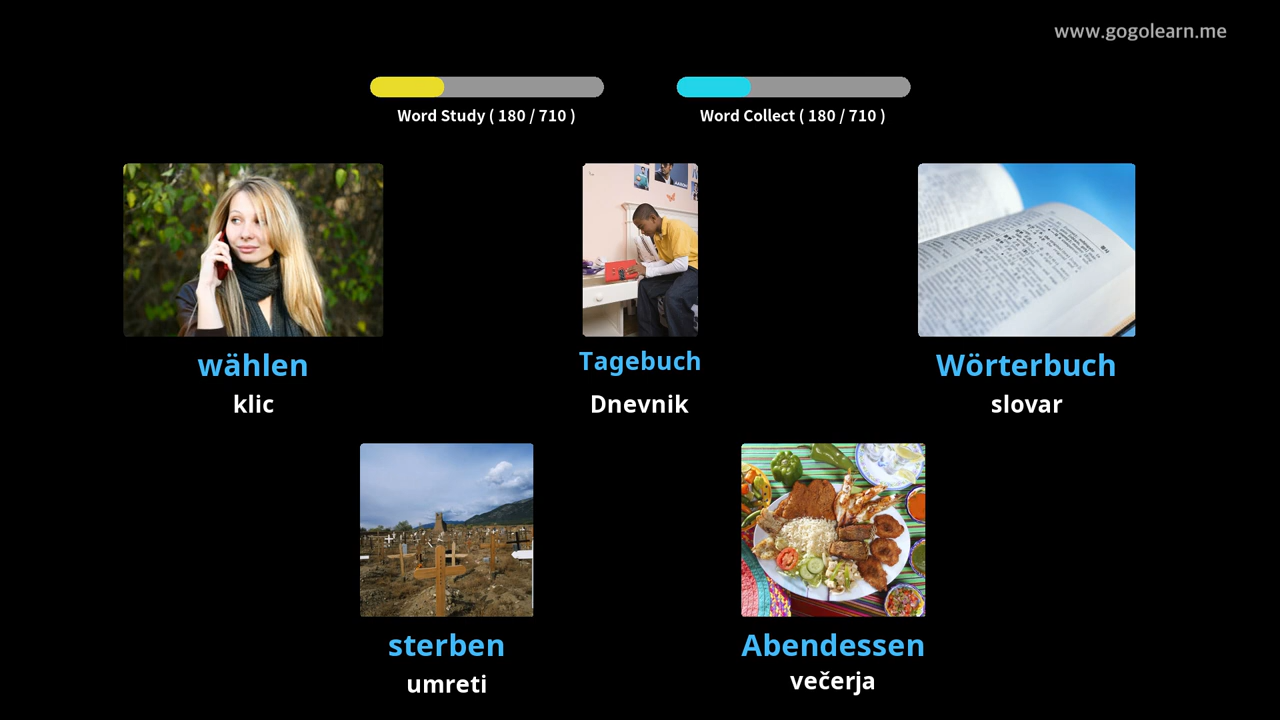 www.gogolearn.me
Word Study ( 180 / 710 )
Word Collect ( 180 / 710 )
wählen
klic
Tagebuch
Dnevnik
Wörterbuch
slovar
sterben
umreti
Abendessen
večerja